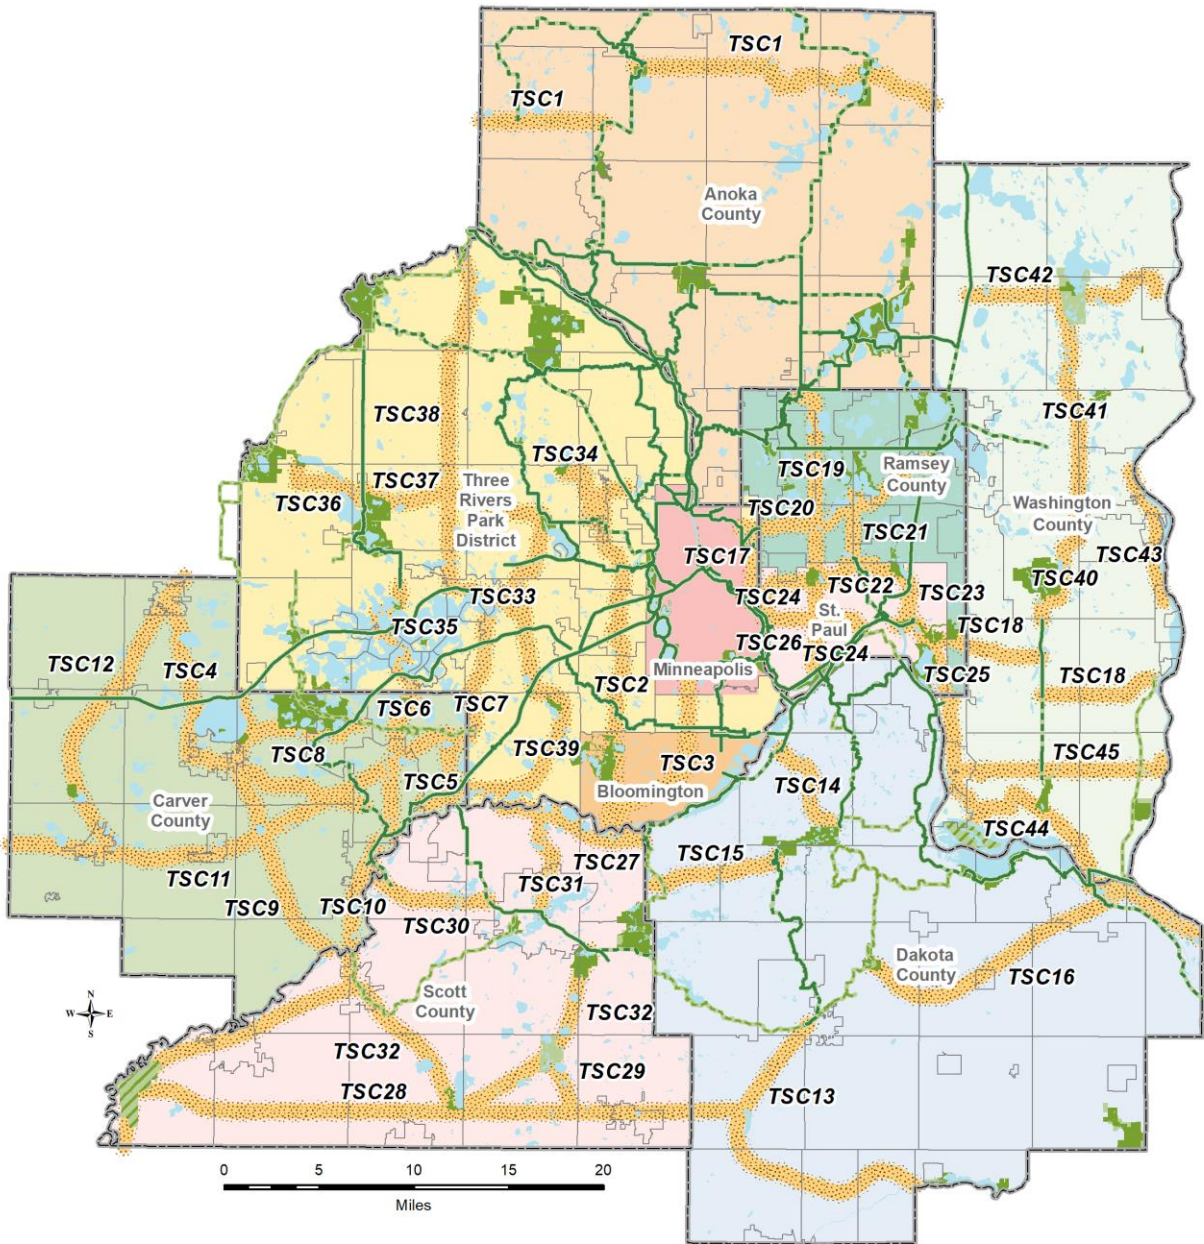 TSC1
TSC1
Anoka
County
TSC42
TSC38
TSC41
TSC34
TSC19
Ramsey
County
TSC37
Three
Rivers
Park
District
TSC36
TSC20
Washington
County
TSC21
TSC43
TSC17
TSC22
TSC40
TSC33
TSC24
TSC23
St.
Paul
TSC35
TSC18
TSC26
TSC24
TSC12
TSC4
Minneapolis
TSC25
TSC18
TSC2
TSC6
TSC7
TSC8
TSC39
TSC3
TSC45
TSC5
TSC14
Bloomington
Carver
County
TSC44
TSC27
TSC15
TSC11
TSC31
TSC9
TSC10
TSC30
Dakota
County
TSC16
N
W E
S
Scott
County
TSC32
TSC32
TSC29
TSC28
TSC13
0 5 10 15 20
Miles